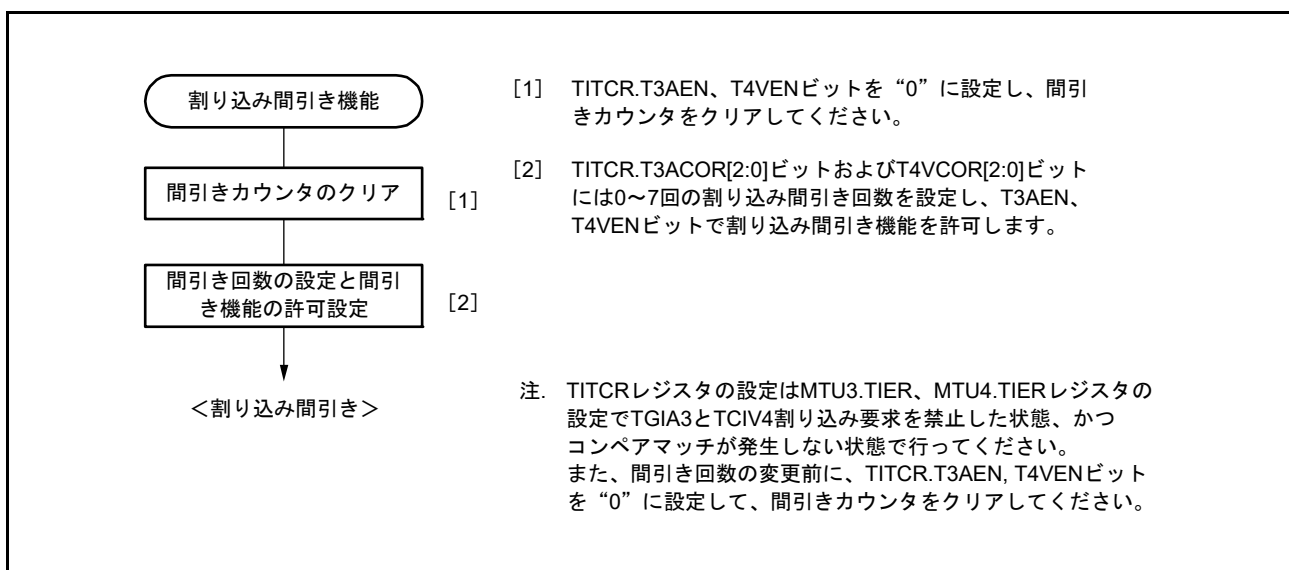 割り込み間引き機能
間引きカウンタのクリア
[1]
間引き回数の設定と間引
き機能の許可設定
[2]
＜割り込み間引き＞
[1] TITCR.T3AEN、T4VENビットを“0”に設定し、間引
きカウンタをクリアしてください。
[2] TITCR.T3ACOR[2:0]ビットおよびT4VCOR[2:0]ビット
には0～7回の割り込み間引き回数を設定し、T3AEN、
T4VENビットで割り込み間引き機能を許可します。
注. TITCRレジスタの設定はMTU3.TIER、MTU4.TIERレジスタの
設定でTGIA3とTCIV4割り込み要求を禁止した状態、かつ
コンペアマッチが発生しない状態で行ってください。
また、間引き回数の変更前に、TITCR.T3AEN, T4VENビット
を“0”に設定して、間引きカウンタをクリアしてください。